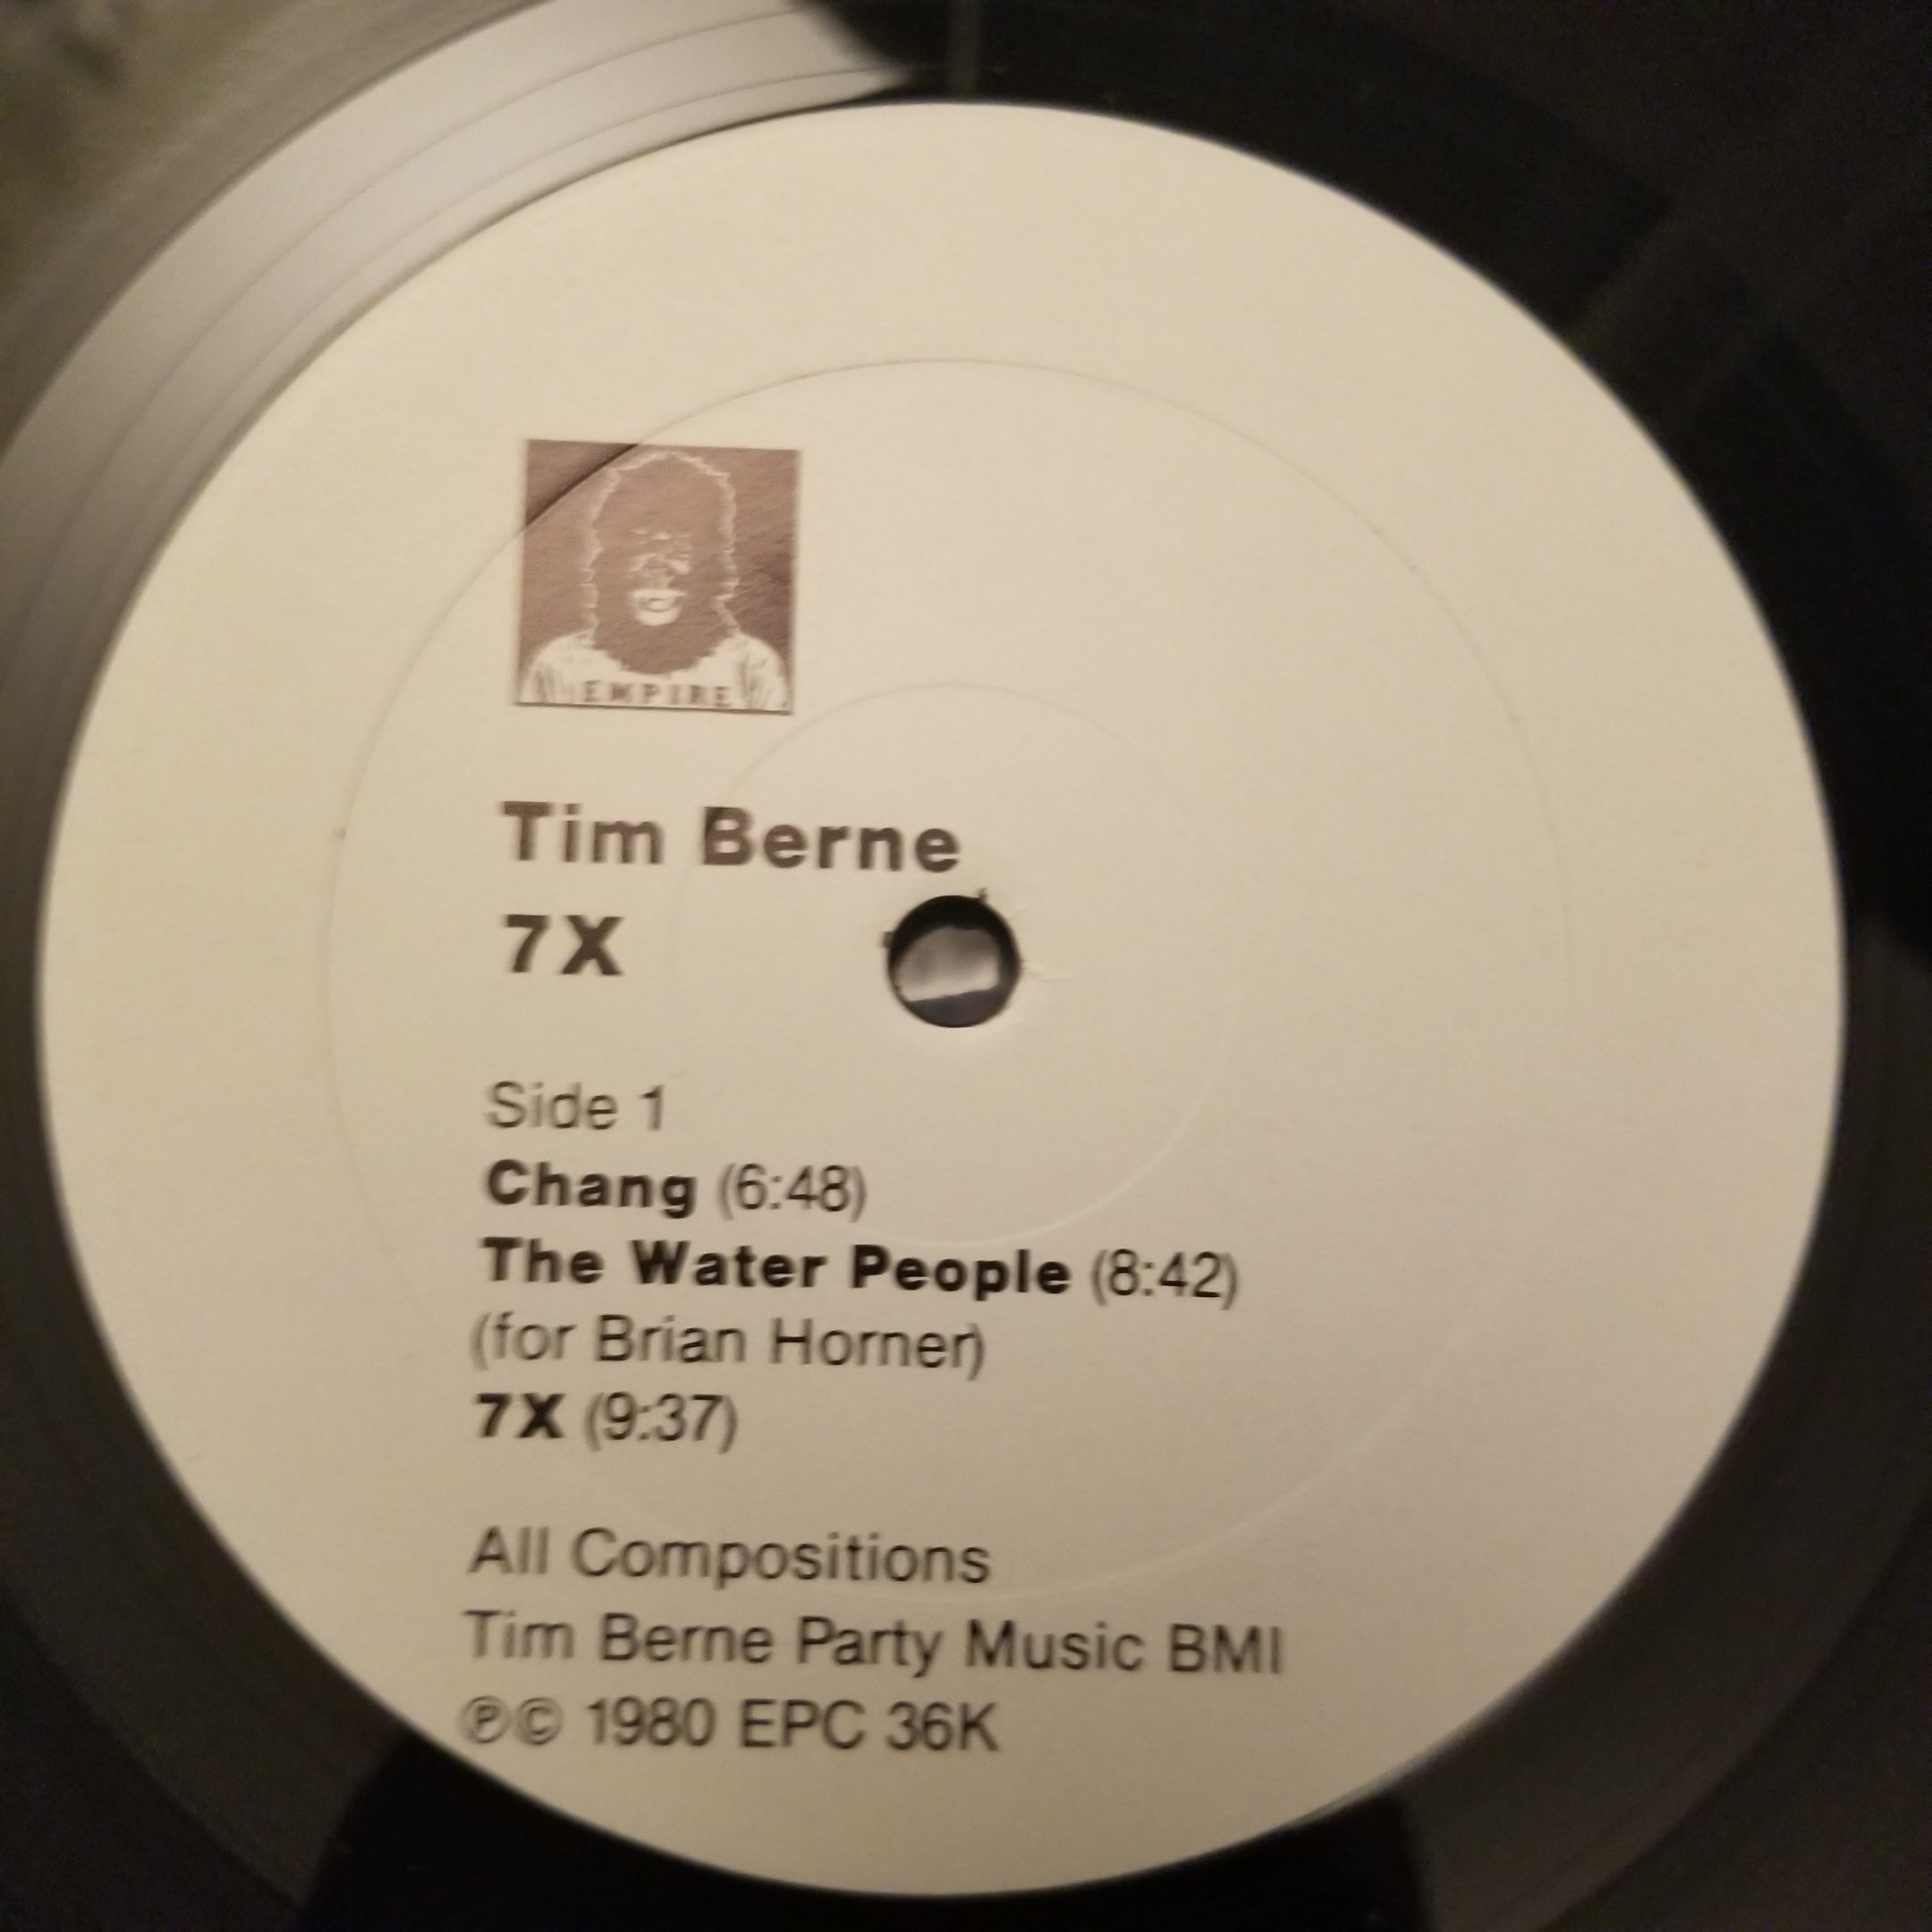 EMPIRE
Tim Berne
7X
Side 1
Chang (6:48)
The Water People (8:42)
(for Brian Horner)
7X (9:37)
All Compositions
Tim Berne Party Music BMI
℗© 1980 EPC 36K